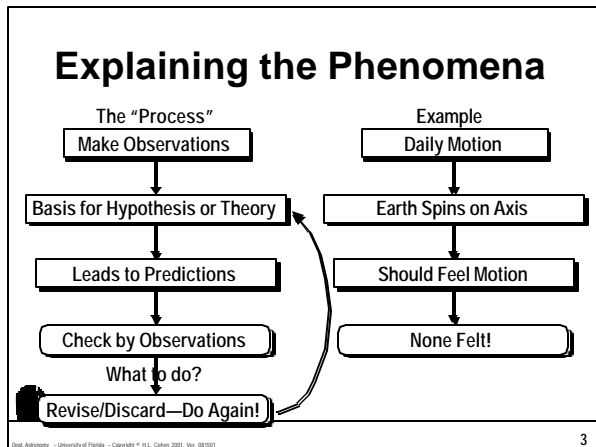 Explaining the Phenomena
The “Process”
Make Observations
Basis for Hypothesis or Theory
Leads to Predictions
Check by Observations
What to do?
Revise/Discard—Do Again!
Example
Daily Motion
Earth Spins on Axis
Should Feel Motion
None Felt!
Dept. Astronomy – University of Florida – Copyright © H.L. Cohen 2001, Ver. 081501
3